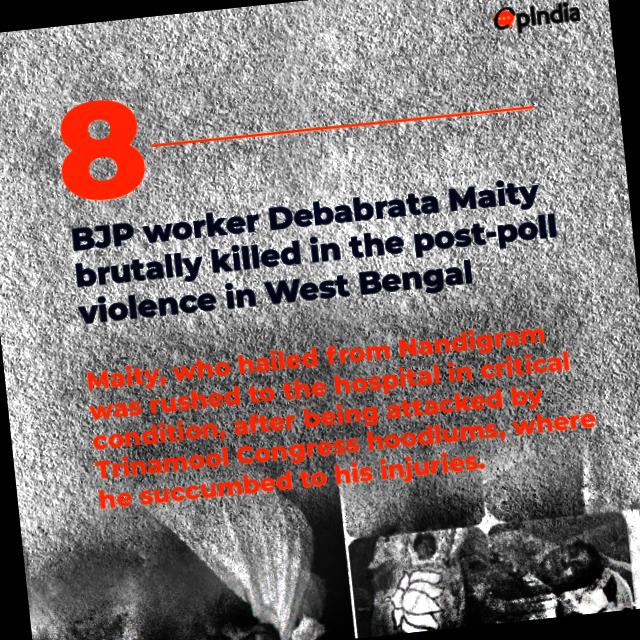 OpIndia
8
BJP worker Debabrata Maity
brutally killed in the post-poll
violence in West Bengal
Maity, who hailed from Nandigram
was rushed to the hospital in critical
condition, after being attacked by
Trinamool Congress hoodlums, where
he succumbed to his injuries.